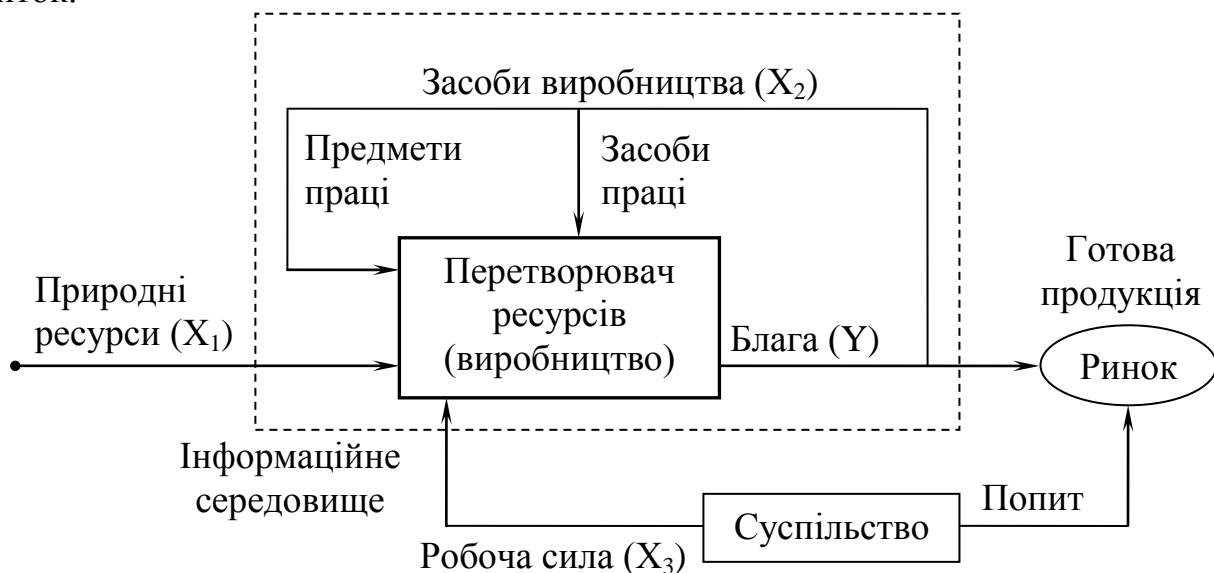 Засоби виробництва (X₂)
Предмети
праці
Засоби
праці
Перетворювач
ресурсів
(виробництво)
Природні
ресурси (X₁)
Блага (Y)
Готова
продукція
Ринок
Інформаційне
середовище
Робоча сила (X₃)
Суспільство
Попит